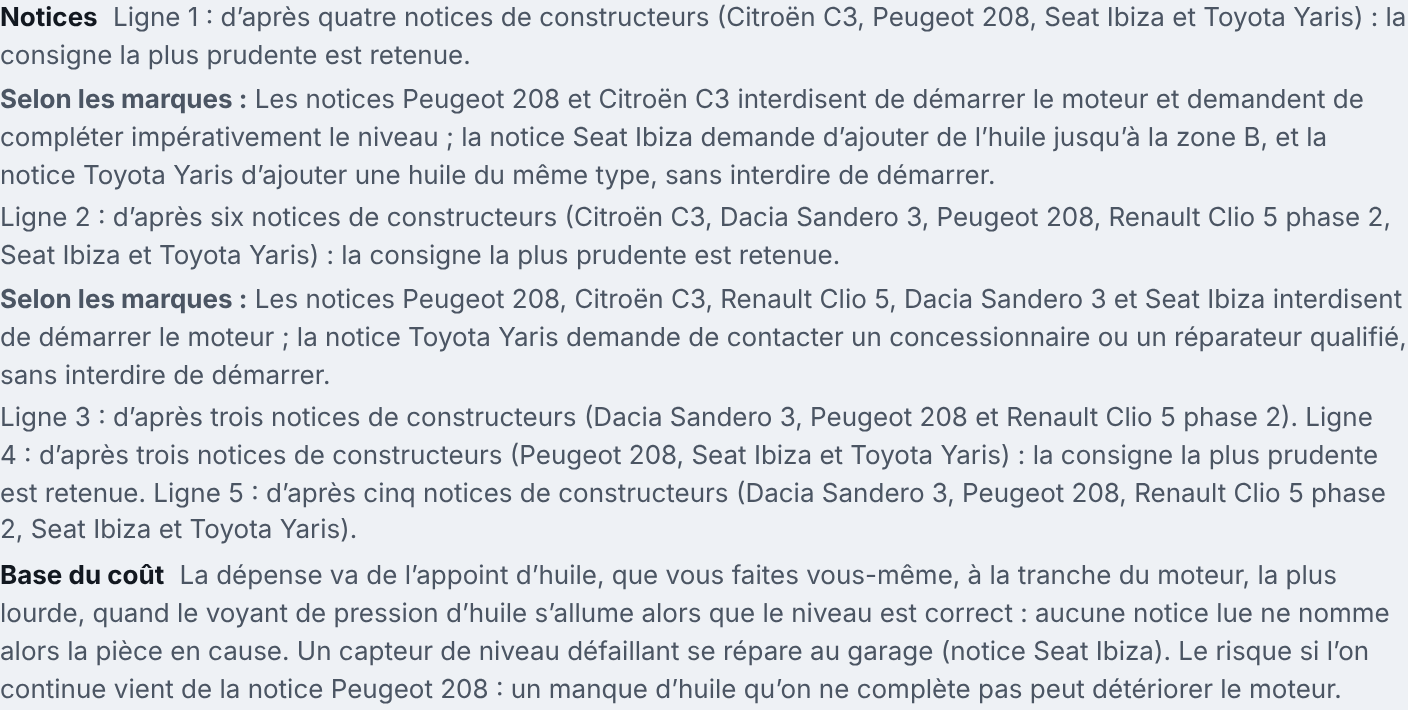 Notices Ligne 1 : d’après quatre notices de constructeurs (Citroën C3, Peugeot 208, Seat Ibiza et Toyota Yaris) : la
consigne la plus prudente est retenue.
Selon les marques : Les notices Peugeot 208 et Citroën C3 interdisent de démarrer le moteur et demandent de
compléter impérativement le niveau ; la notice Seat Ibiza demande d’ajouter de l’huile jusqu’à la zone B, et la
notice Toyota Yaris d’ajouter une huile du même type, sans interdire de démarrer.
Ligne 2 : d’après six notices de constructeurs (Citroën C3, Dacia Sandero 3, Peugeot 208, Renault Clio 5 phase 2,
Seat Ibiza et Toyota Yaris) : la consigne la plus prudente est retenue.
Selon les marques : Les notices Peugeot 208, Citroën C3, Renault Clio 5, Dacia Sandero 3 et Seat Ibiza interdisent
de démarrer le moteur ; la notice Toyota Yaris demande de contacter un concessionnaire ou un réparateur qualifié,
sans interdire de démarrer.
Ligne 3 : d’après trois notices de constructeurs (Dacia Sandero 3, Peugeot 208 et Renault Clio 5 phase 2). Ligne
4 : d’après trois notices de constructeurs (Peugeot 208, Seat Ibiza et Toyota Yaris) : la consigne la plus prudente
est retenue. Ligne 5 : d’après cinq notices de constructeurs (Dacia Sandero 3, Peugeot 208, Renault Clio 5 phase
2, Seat Ibiza et Toyota Yaris).
Base du coût La dépense va de l’appoint d’huile, que vous faites vous-même, à la tranche du moteur, la plus
lourde, quand le voyant de pression d’huile s’allume alors que le niveau est correct : aucune notice lue ne nomme
alors la pièce en cause. Un capteur de niveau défaillant se répare au garage (notice Seat Ibiza). Le risque si l’on
continue vient de la notice Peugeot 208 : un manque d’huile qu’on ne complète pas peut détériorer le moteur.